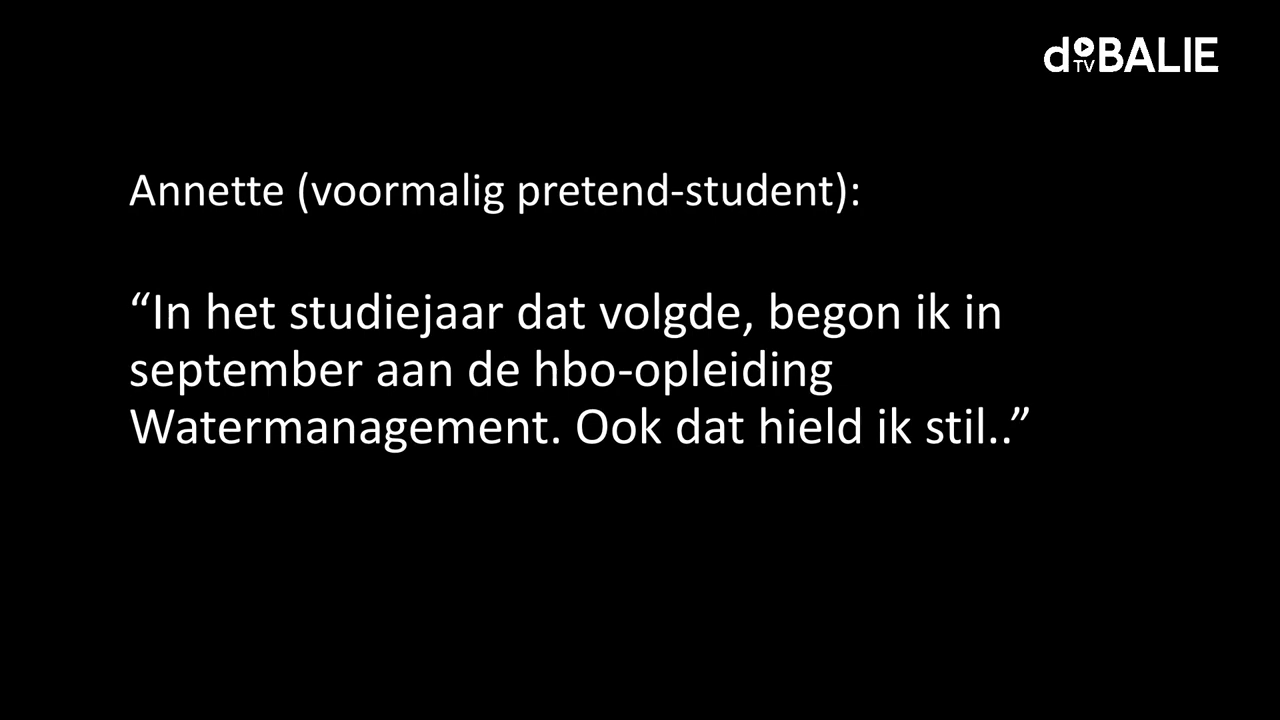 de TV BALIE
Annette (voormalig pretend-student):
“In het studiejaar dat volgde, begon ik in
september aan de hbo-opleiding
Watermanagement. Ook dat hield ik stil..”